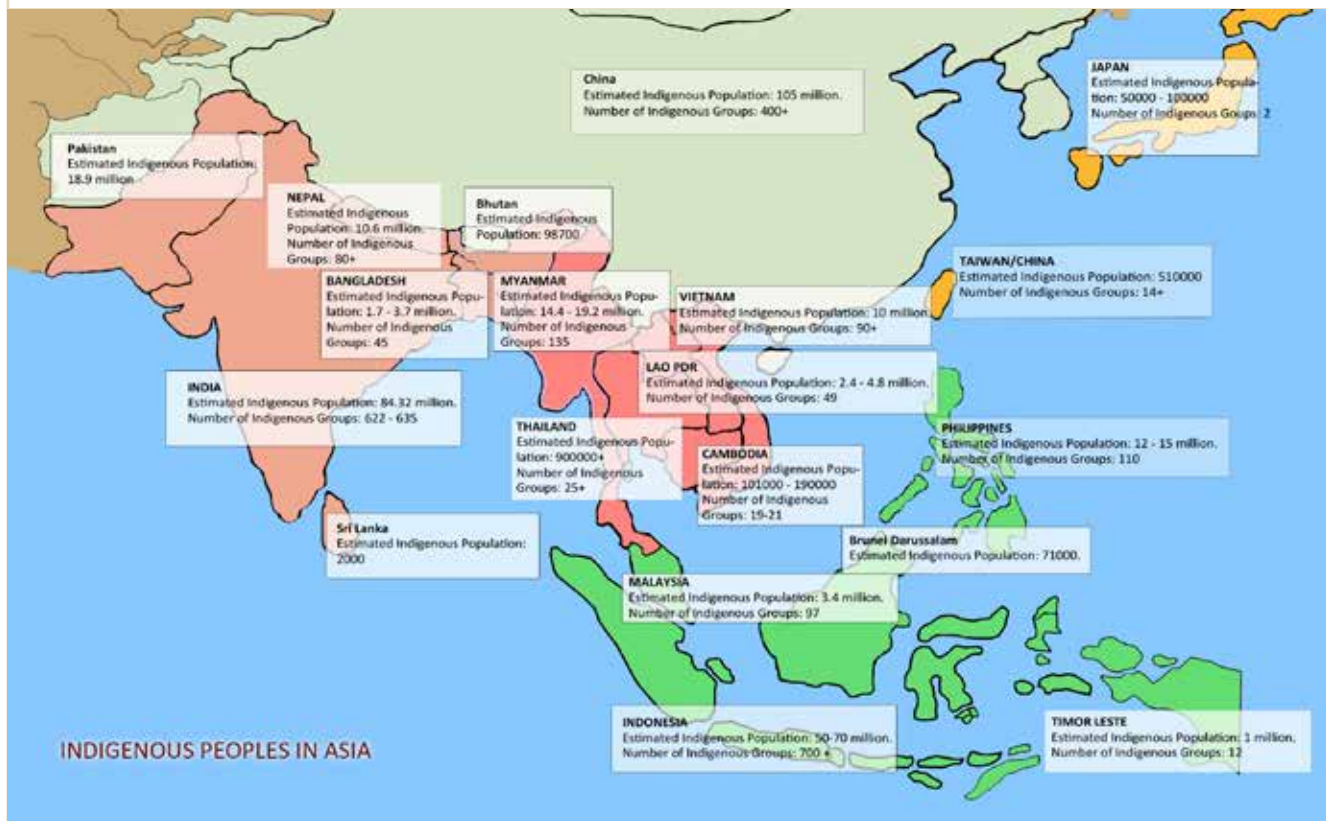 China
Estimated Indigenous Population: 105 million.
Number of Indigenous Groups: 400+
JAPAN
Estimated Indigenous Popula-
tion: 50000 - 100000
Number of Indigenous Goups: 2
Pakistan
Estimated Indigenous Population:
18.9 million
NEPAL
Estimated Indigenous
Population: 10.6 million.
Number of Indigenous
Groups: 80+
Bhutan
Estimated Indigenous
Population: 98700
TAIWAN/CHINA
Estimated Indigenous Population: 510000
Number of Indigenous Groups: 14+
BANGLADESH
Estimated Indigenous Popu-
lation: 1.7 - 3.7 million.
Number of Indigenous
Groups: 45
MYANMAR
Estimated Indigenous Popu-
lation: 14.4 - 19.2 million.
Number of Indigenous
Groups: 135
VIETNAM
Estimated Indigenous Population: 10 million.
Number of Indigenous Groups: 90+
LAO PDR
Estimated Indigenous Population: 2.4 - 4.8 million.
Number of Indigenous Groups: 49
INDIA
Estimated Indigenous Population: 84.32 million.
Number of Indigenous Groups: 622 - 635
THAILAND
Estimated Indigenous Popu-
lation: 900000+
Number of Indigenous
Groups: 25+
CAMBODIA
Estimated Indigenous Popu-
lation: 101000 - 190000
Number of Indigenous
Groups: 19-21
PHILIPPINES
Estimated Indigenous Population: 12 - 15 million.
Number of Indigenous Groups: 110
Sri Lanka
Estimated Indigenous Population:
2000
Brunei Darussalam
Estimated Indigenous Population: 71000.
MALAYSIA
Estimated Indigenous Population: 3.4 million.
Number of Indigenous Groups: 97
INDONESIA
Estimated Indigenous Population: 50-70 million.
Number of Indigenous Groups: 700 +
TIMOR LESTE
Estimated Indigenous Population: 1 million.
Number of Indigenous Groups: 12
INDIGENOUS PEOPLES IN ASIA